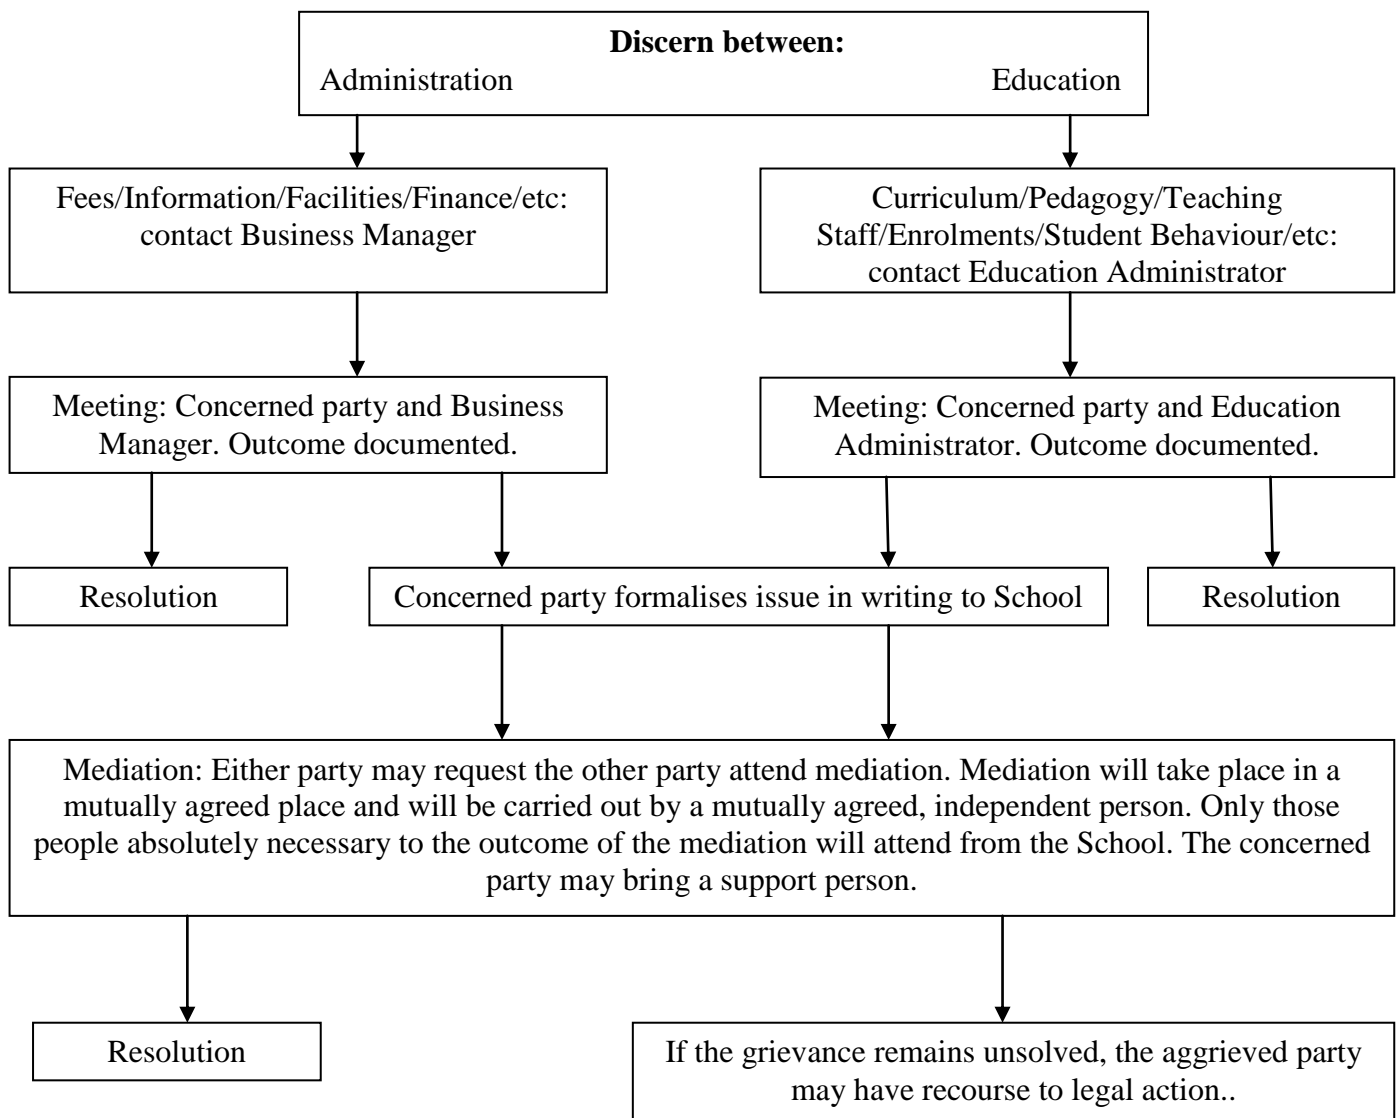 Discern between:
Administration Education
Fees/Information/Facilities/Finance/etc:
contact Business Manager
Curriculum/Pedagogy/Teaching
Staff/Enrolments/Student Behaviour/etc:
contact Education Administrator
Meeting: Concerned party and Business
Manager. Outcome documented.
Meeting: Concerned party and Education
Administrator. Outcome documented.
Resolution
Concerned party formalises issue in writing to School
Resolution
Mediation: Either party may request the other party attend mediation. Mediation will take place in a
mutually agreed place and will be carried out by a mutually agreed, independent person. Only those
people absolutely necessary to the outcome of the mediation will attend from the School. The concerned
party may bring a support person.
Resolution
If the grievance remains unsolved, the aggrieved party
may have recourse to legal action..